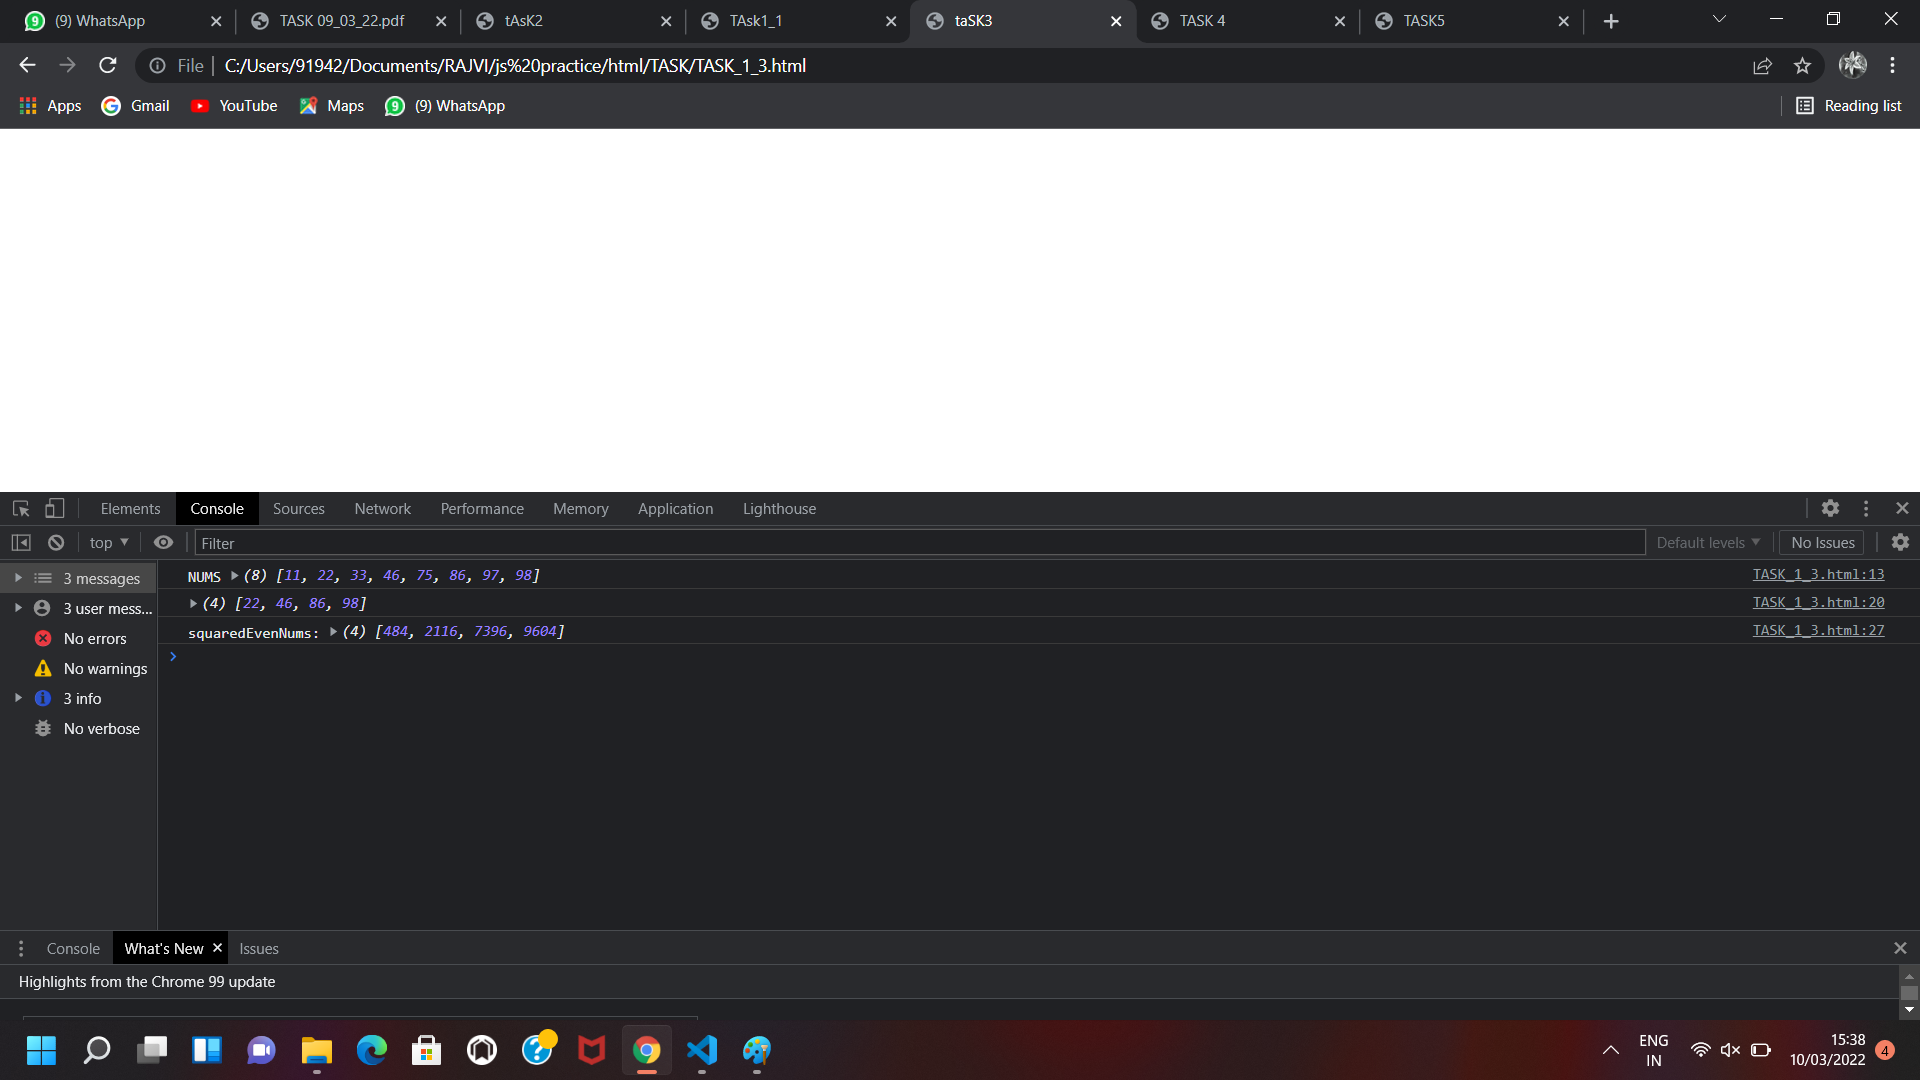 9 (9) WhatsApp TASK 09_03_22.pdf tAsK2 TAsk1_1 taSK3 TASK 4 TASK5
File C:/Users/91942/Documents/RAJVI/js%20practice/html/TASK/TASK_1_3.html
Apps Gmail YouTube Maps 9 (9) WhatsApp Reading list
Elements Console Sources Network Performance Memory Application Lighthouse
top Filter Default levels No Issues
3 messages
3 user mess...
No errors
No warnings
3 info
No verbose
NUMS (8) [11, 22, 33, 46, 75, 86, 97, 98] TASK_1_3.html:13
(4) [22, 46, 86, 98] TASK_1_3.html:20
squaredEvenNums: (4) [484, 2116, 7396, 9604] TASK_1_3.html:27
Console What's New Issues
Highlights from the Chrome 99 update
ENG
IN
15:38
10/03/2022
4